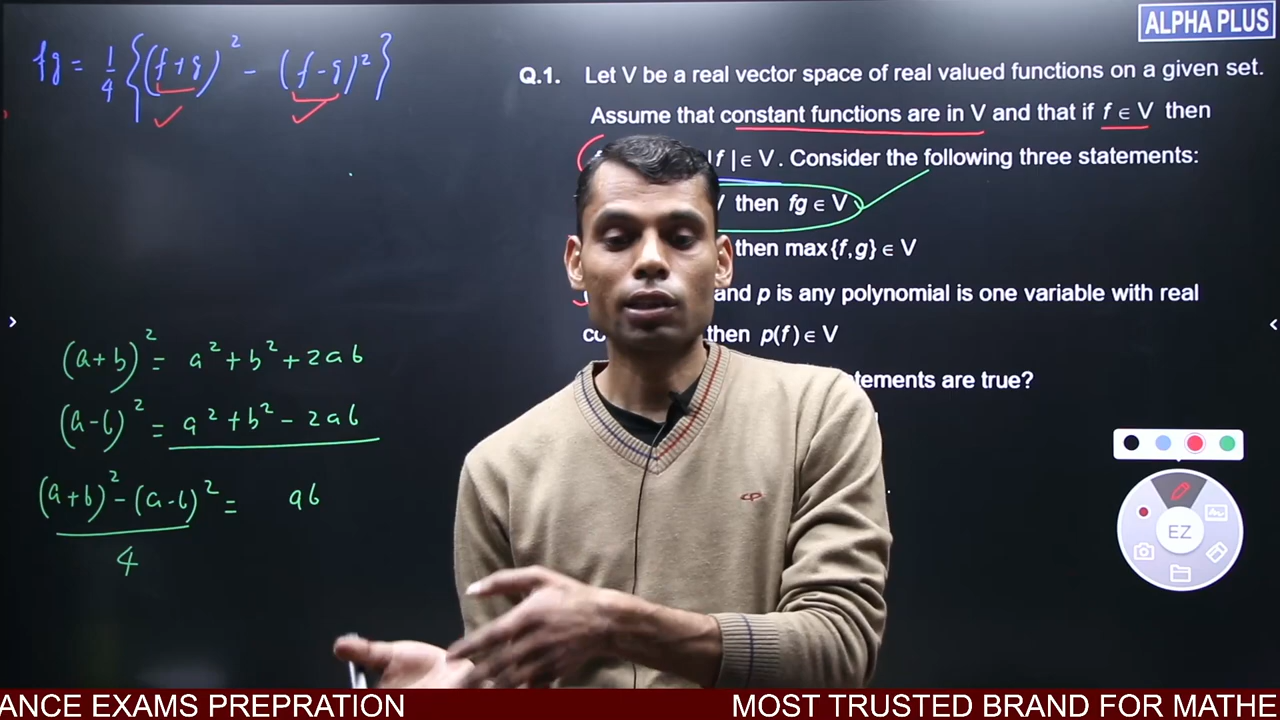 ALPHA PLUS
fg = 1/4 {(f+g)² - (f-g)²}
Q.1. Let V be a real vector space of real valued functions on a given set.
Assume that constant functions are in V and that if f ∈ V then
|f| ∈ V. Consider the following three statements:
then fg ∈ V
then max{f,g} ∈ V
and p is any polynomial is one variable with real
then p(f) ∈ V
statements are true?
(a+b)² = a² + b² + 2ab
(a-b)² = a² + b² - 2ab
(a+b)² - (a-b)² / 4 = ab
EZ
CP
ANCE EXAMS PREPRATION
MOST TRUSTED BRAND FOR MATHE